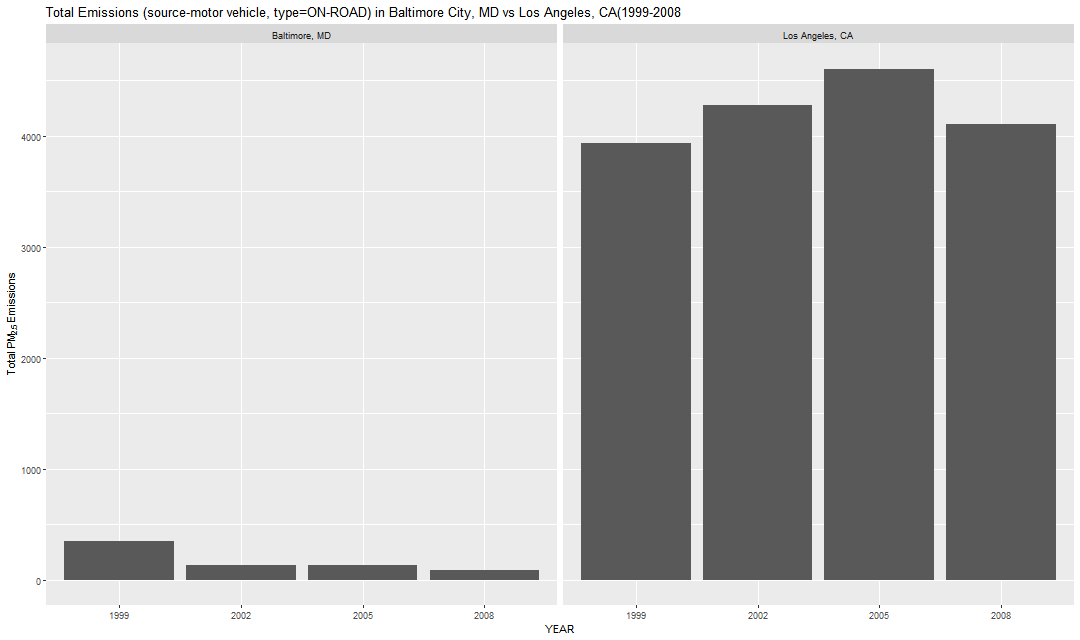 Total Emissions (source-motor vehicle, type=ON-ROAD) in Baltimore City, MD vs Los Angeles, CA(1999-2008
Baltimore, MD
Los Angeles, CA
Total PM2.5 Emissions
4000
3000
2000
1000
0
1999 2002 2005 2008
1999 2002 2005 2008
YEAR